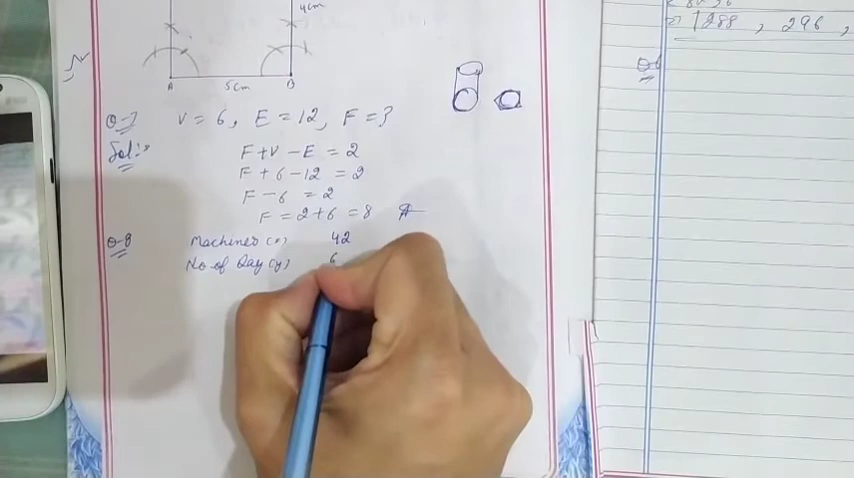 4cm
A 5cm B
Q-7 V = 6, E = 12, F = ?
Sol:-
F + V - E = 2
F + 6 - 12 = 2
F - 6 = 2
F = 2 + 6 = 8
Q-8 Machines (x) 42
No of Day (y) 6
288, 296,